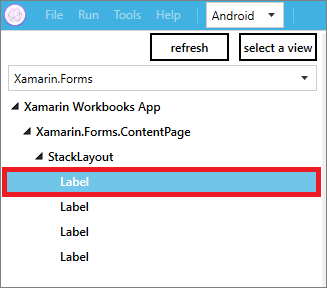 File Run Tools Help Android
refresh select a view
Xamarin.Forms
Xamarin Workbooks App
Xamarin.Forms.ContentPage
StackLayout
Label
Label
Label
Label